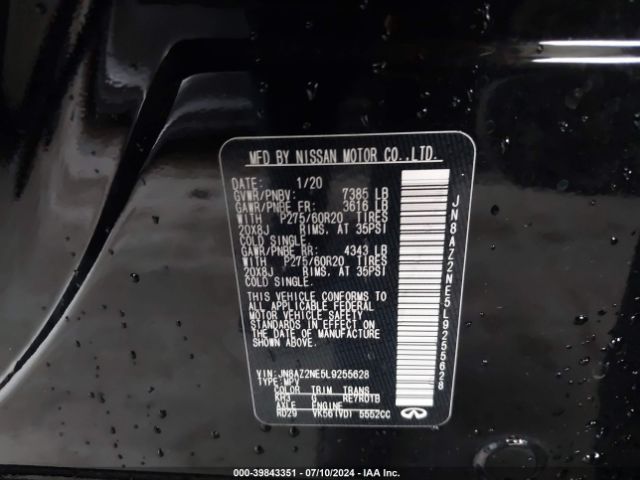 MFD BY NISSAN MOTOR CO.,LTD.
DATE: 1/20
GVWR/PNBV: 7385 LB
GAWR/PNBE FR: 3616 LB
WITH P275/60R20 TIRES
20X8J RIMS, AT 35PSI
COLD SINGLE.
GAWR/PNBE RR: 4343 LB
WITH P275/60R20 TIRES
20X8J RIMS, AT 35PSI
COLD SINGLE.
THIS VEHICLE CONFORMS TO
ALL APPLICABLE FEDERAL
MOTOR VEHICLE SAFETY
STANDARDS IN EFFECT ON
THE DATE OF MANUFACTURE
SHOWN ABOVE.
VIN: JN8AZ2NE5L9255628
TYPE: MPV
COLOR TRIM TRANS
KH3 G RE7R01B
AXLE ENGINE
RD29 VK56(VD) 5552CC
JN8AZ2NE5L9255628
000-39843351 - 07/10/2024 - IAA Inc.